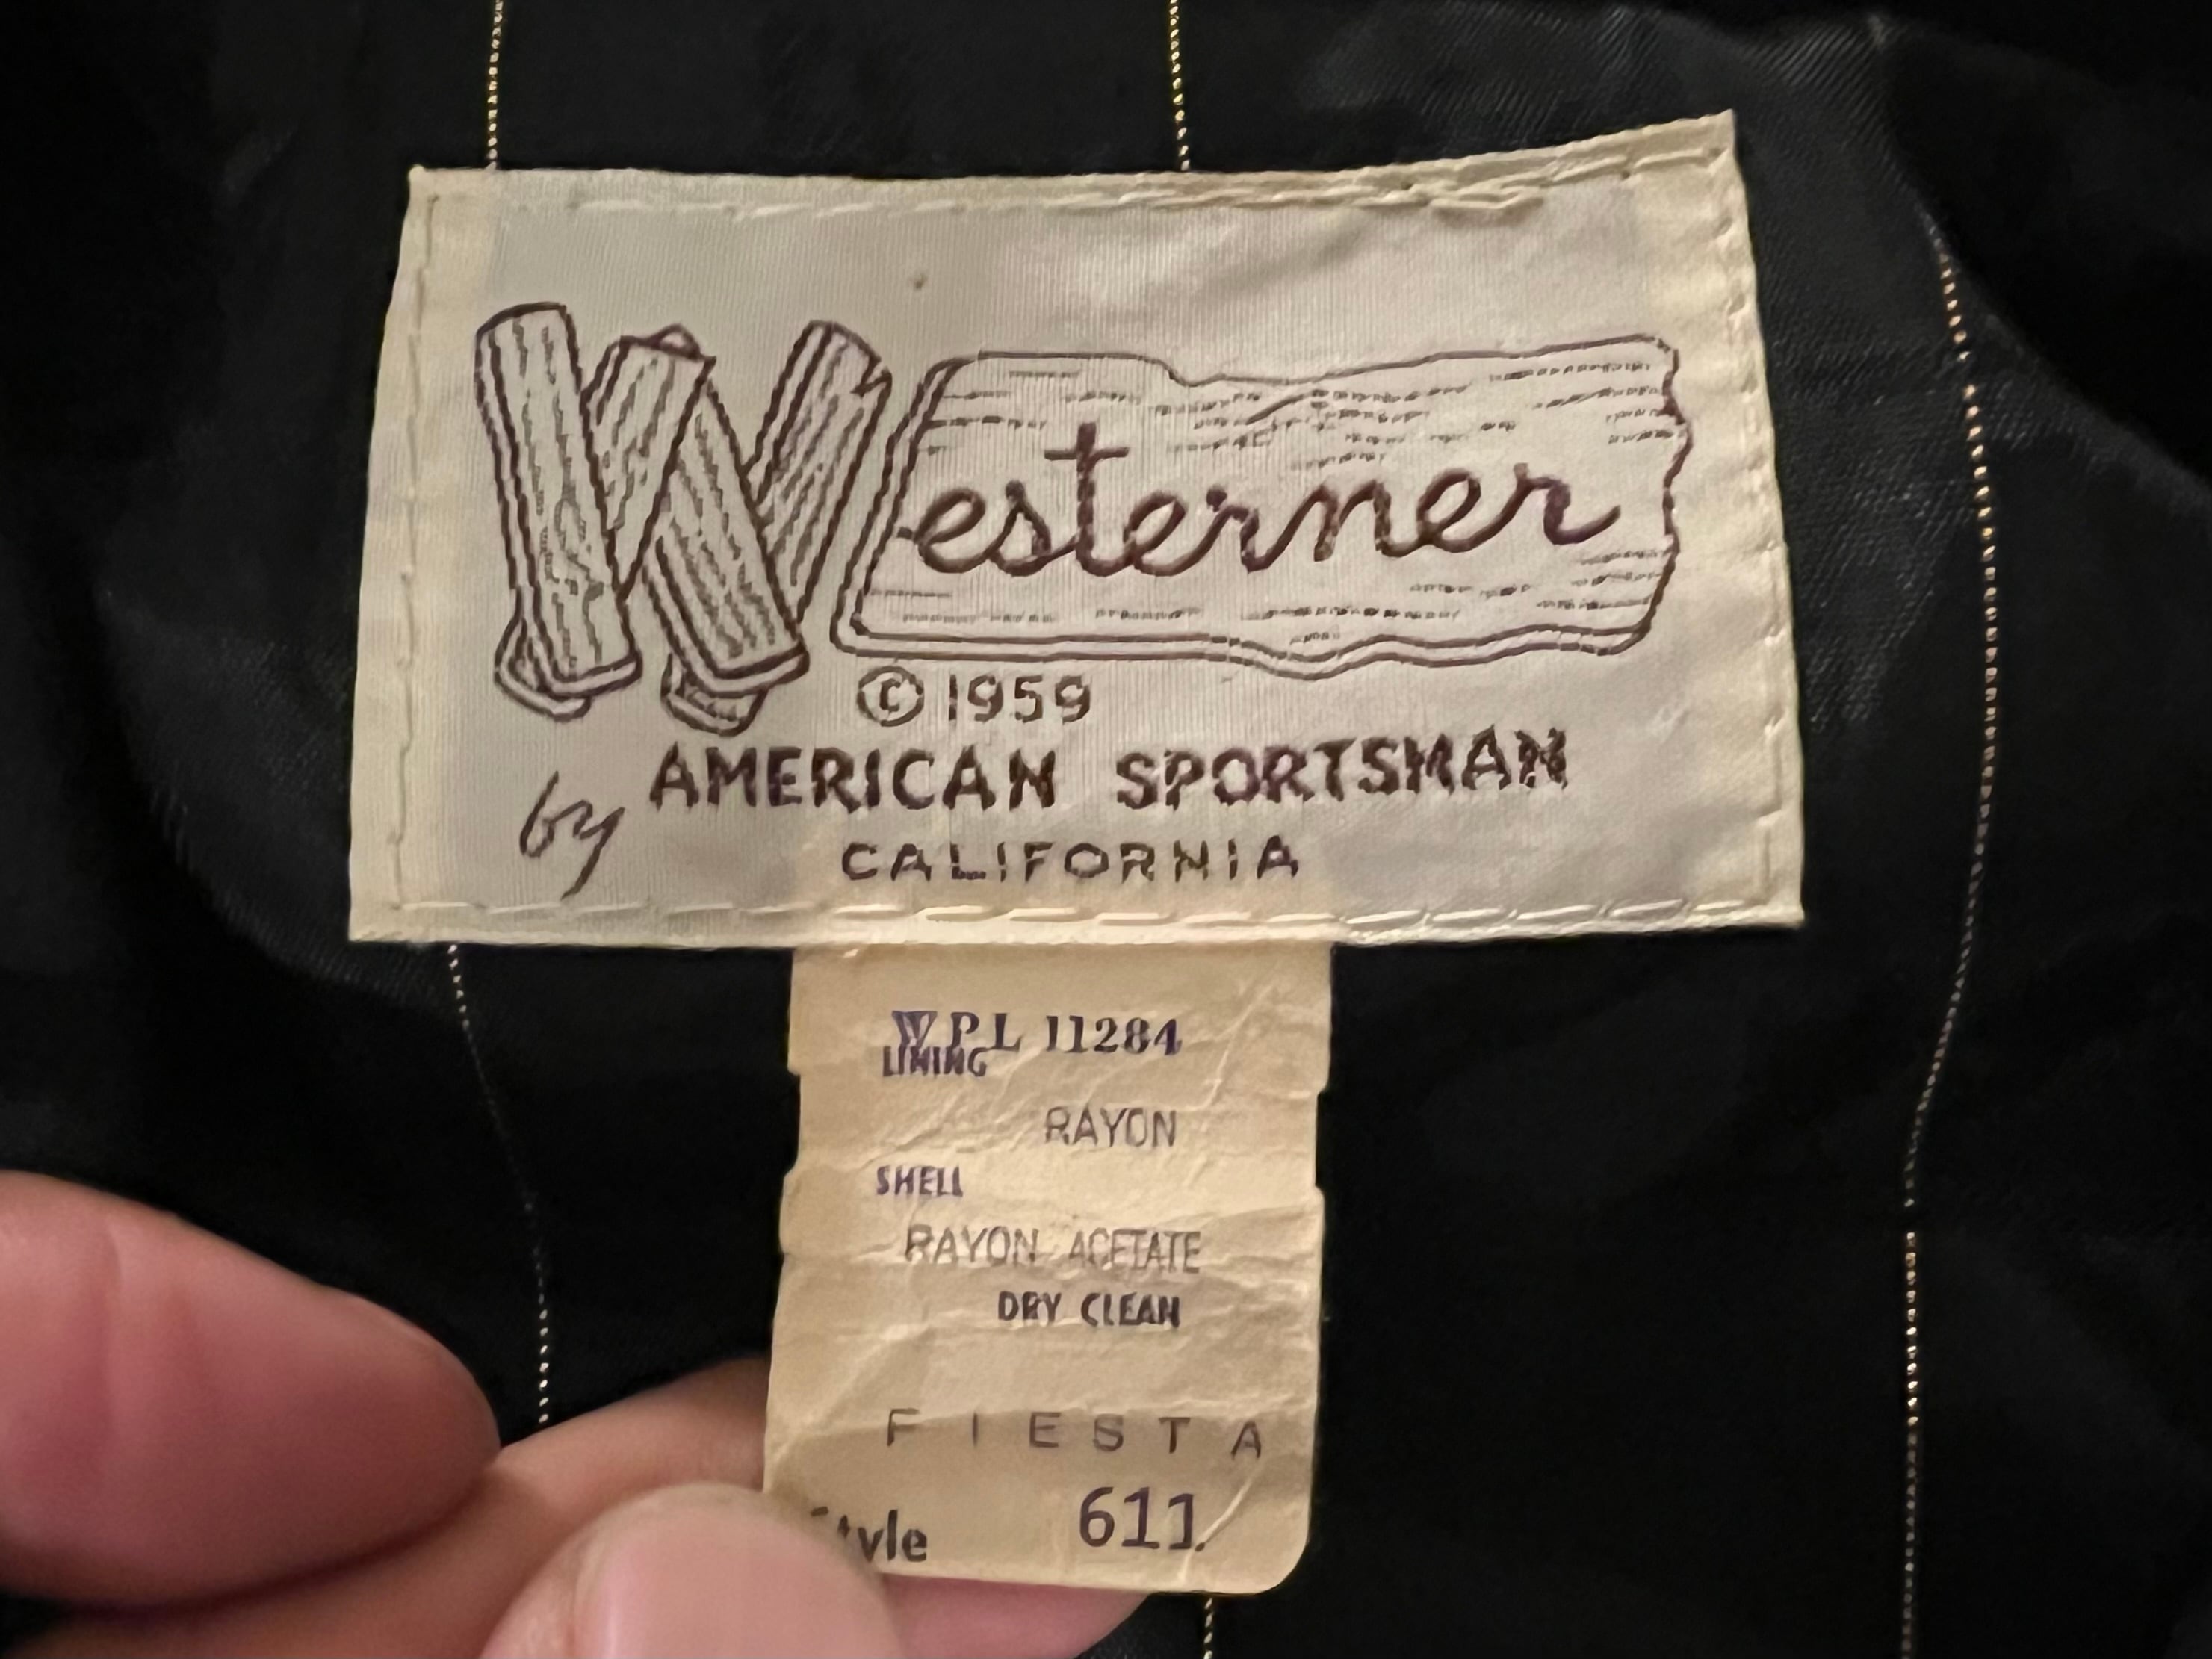 Westerner
© 1959
by AMERICAN SPORTSMAN
CALIFORNIA
WPL 11284
LINING
RAYON
SHELL
RAYON ACETATE
DRY CLEAN
FIESTA
Style 611